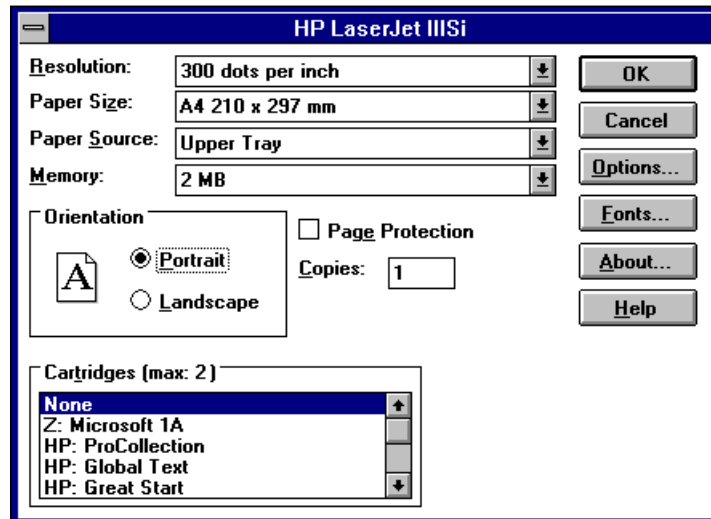 HP LaserJet IIISi
Resolution: 300 dots per inch
OK
Paper Size: A4 210 x 297 mm
Cancel
Paper Source: Upper Tray
Options...
Memory: 2 MB
Orientation
Page Protection
Fonts...
A
Portrait
Copies: 1
About...
Landscape
Help
Cartridges (max: 2)
None
Z: Microsoft 1A
HP: ProCollection
HP: Global Text
HP: Great Start